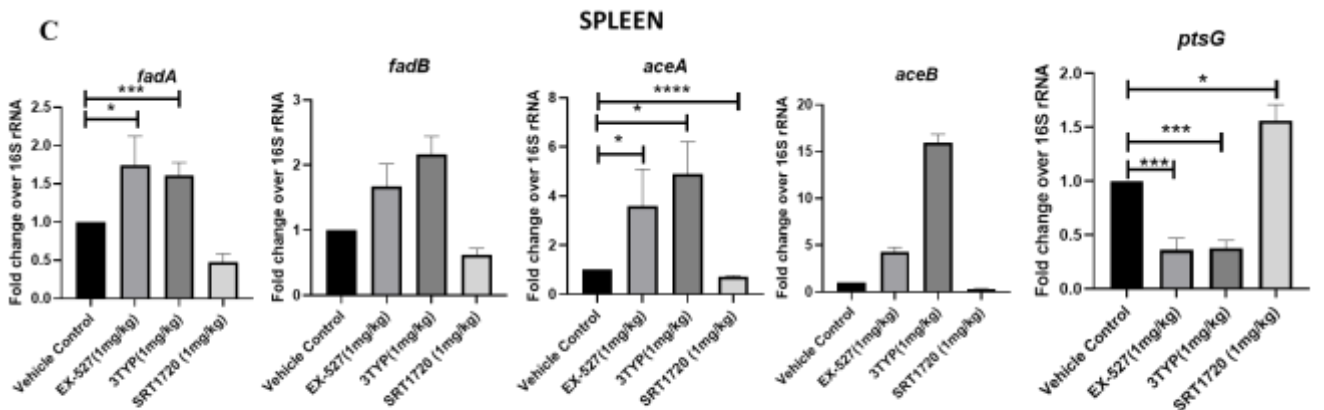 C
SPLEEN
fadA
Fold change over 16S rRNA
2.5
2.0
1.5
1.0
0.5
0.0
***
*
Vehicle Control
EX-527(1mg/kg)
3TYP(1mg/kg)
SRT1720 (1mg/kg)
fadB
Fold change over 16S rRNA
3
2
1
0
Vehicle Control
EX-527(1mg/kg)
3TYP(1mg/kg)
SRT1720 (1mg/kg)
aceA
Fold change over 16S rRNA
8
6
4
2
0
****
*
*
Vehicle Control
EX-527(1mg/kg)
3TYP(1mg/kg)
SRT1720 (1mg/kg)
aceB
Fold change over 16S rRNA
20
15
10
5
0
Vehicle Control
EX-527(1mg/kg)
3TYP(1mg/kg)
SRT1720 (1mg/kg)
ptsG
Fold change over 16S rRNA
2.0
1.5
1.0
0.5
0.0
*
***
***
Vehicle Control
EX-527(1mg/kg)
3TYP(1mg/kg)
SRT1720 (1mg/kg)